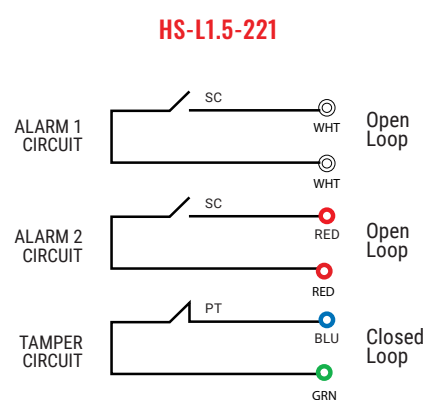 HS-L1.5-221
SC
ALARM 1
CIRCUIT
WHT
Open
Loop
WHT
SC
ALARM 2
CIRCUIT
RED
Open
Loop
RED
PT
TAMPER
CIRCUIT
BLU
Closed
Loop
GRN